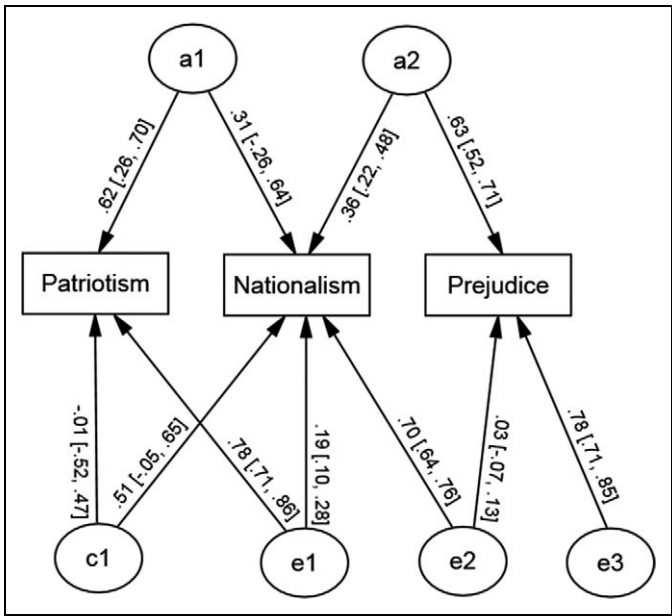 a1
a2
.62 [.26, .70]
.31 [-.26, .64]
.36 [.22, .48]
.63 [.52, .71]
Patriotism
Nationalism
Prejudice
-.01 [-.52, .47]
.51 [-.05, .65]
.78 [.71, .86]
.19 [.10, .28]
.70 [.64, .76]
.03 [-.07, .13]
.78 [.71, .85]
c1
e1
e2
e3